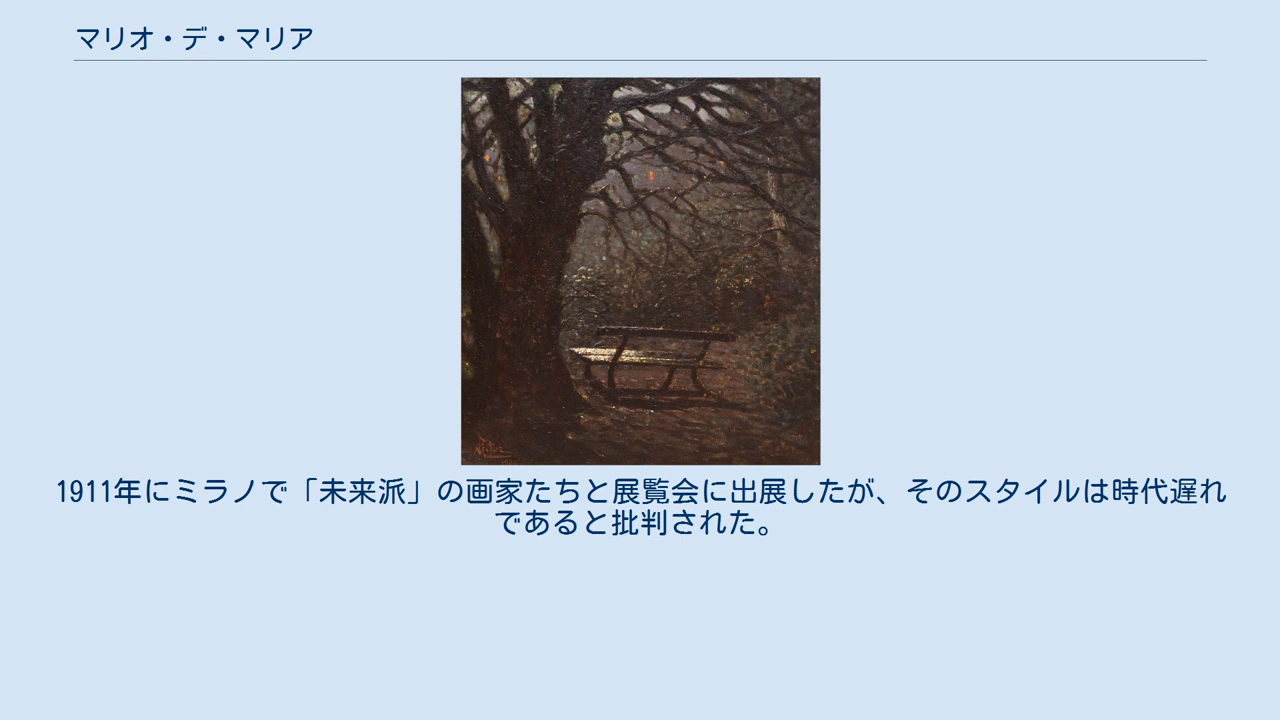 マリオ・デ・マリア
1911年にミラノで「未来派」の画家たちと展覧会に出展したが、そのスタイルは時代遅れ
であると批判された。